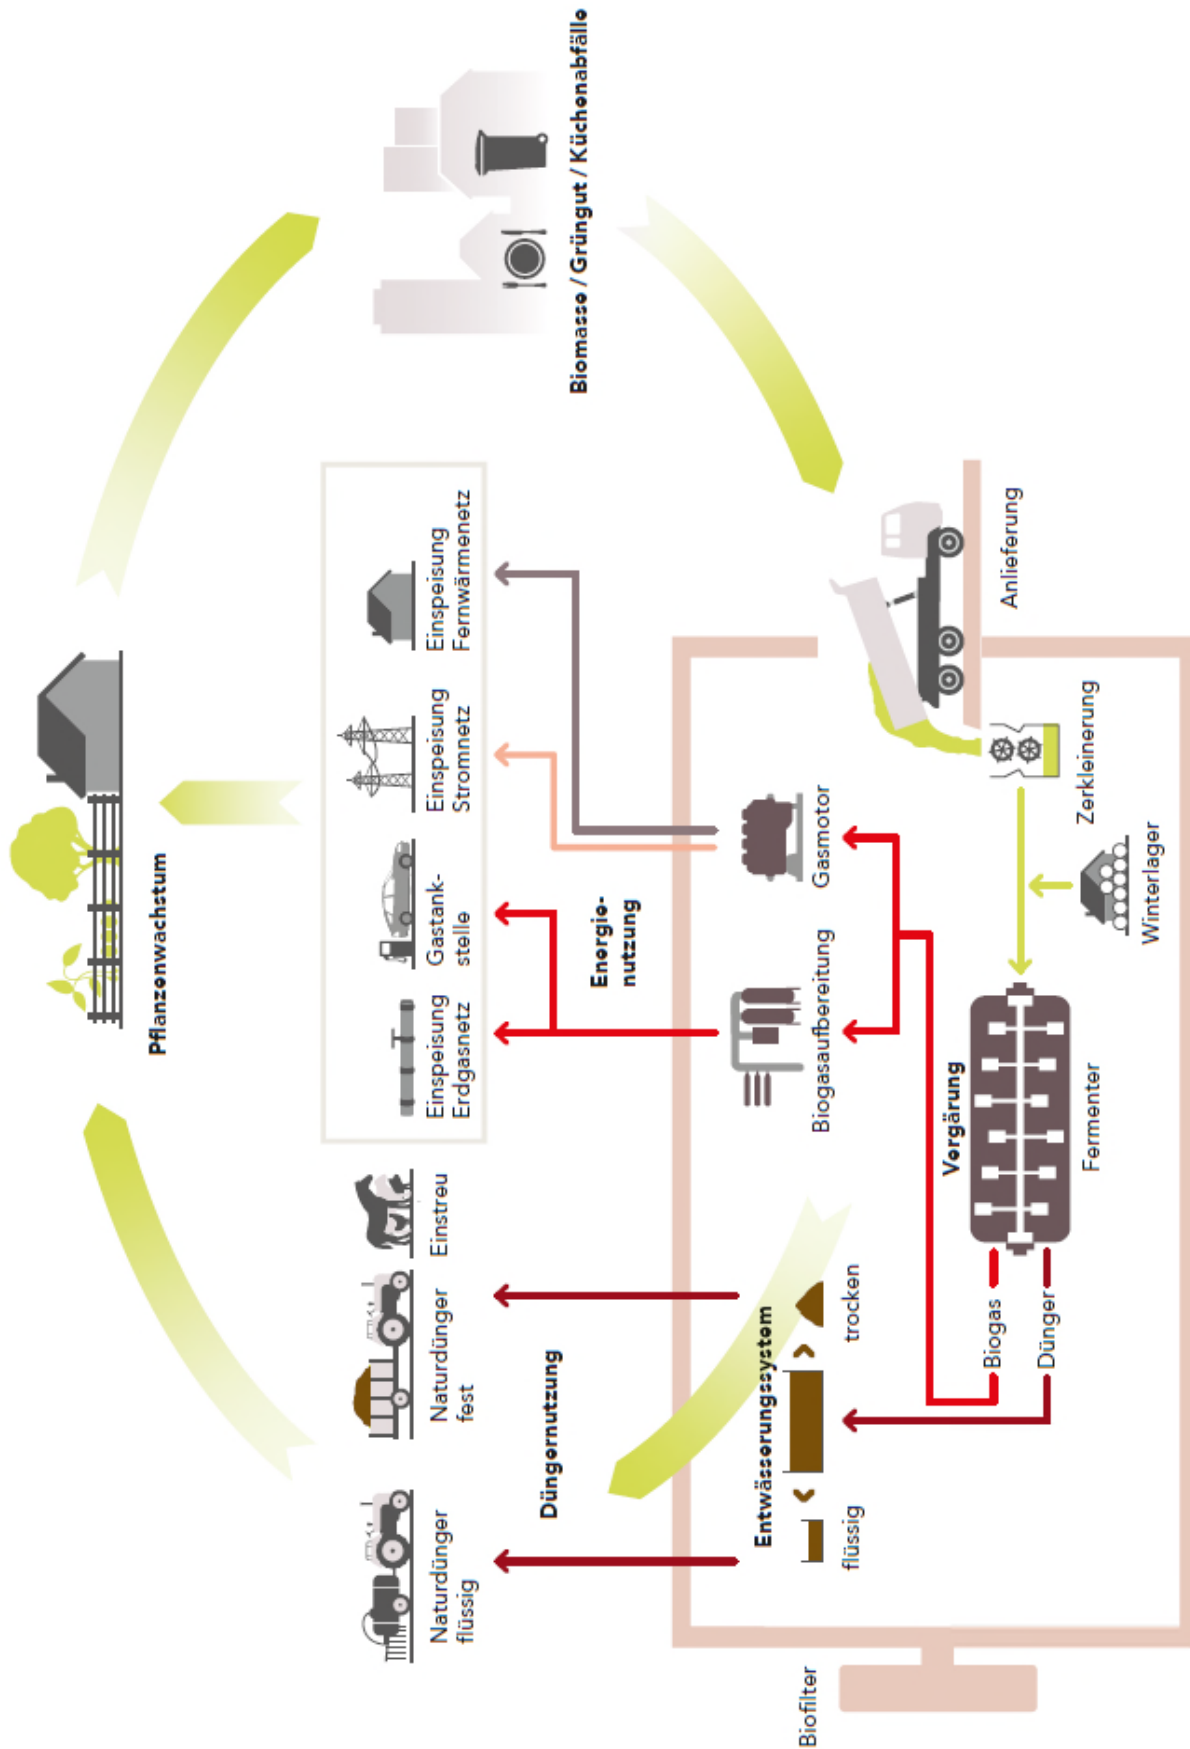 Pflanzenwachstum
Naturdünger
flüssig
Naturdünger
fest
Einstreu
Einspeisung
Erdgasnetz
Gastank-
stelle
Einspeisung
Stromnetz
Einspeisung
Fernwärmenetz
Biomasse / Grüngut / Küchenabfälle
Düngernutzung
Energie-
nutzung
Entwässerungssystem
flüssig
trocken
Biogasaufbereitung
Gasmotor
Biofilter
Vergärung
Biogas
Dünger
Fermenter
Zerkleinerung
Winterlager
Anlieferung